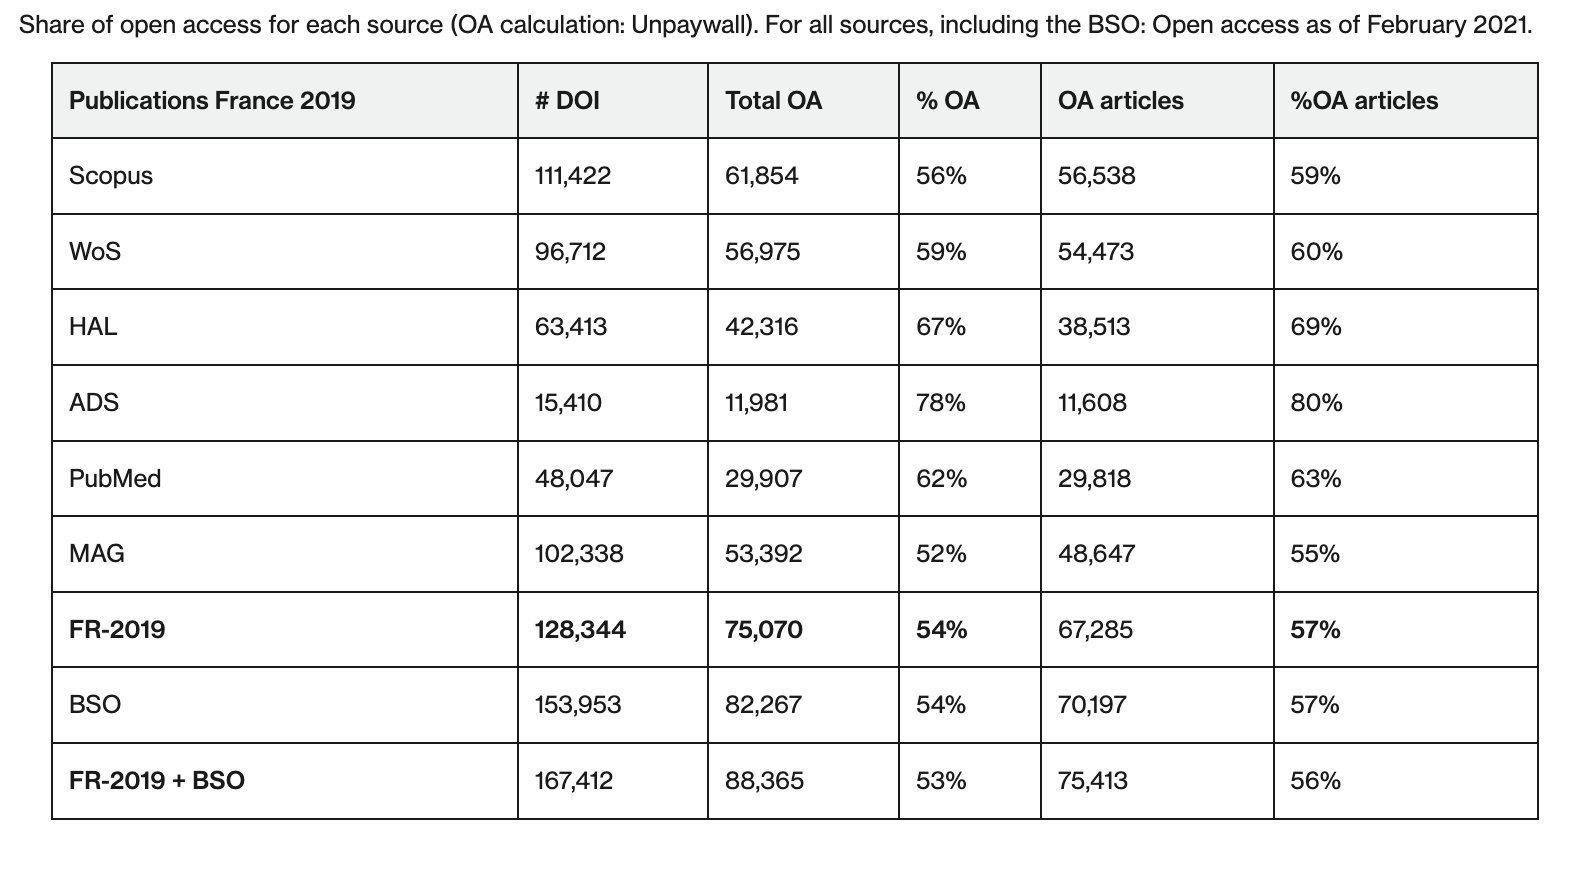 Share of open access for each source (OA calculation: Unpaywall). For all sources, including the BSO: Open access as of February 2021.
Publications France 2019 # DOI Total OA % OA OA articles %OA articles
Scopus 111,422 61,854 56% 56,538 59%
WoS 96,712 56,975 59% 54,473 60%
HAL 63,413 42,316 67% 38,513 69%
ADS 15,410 11,981 78% 11,608 80%
PubMed 48,047 29,907 62% 29,818 63%
MAG 102,338 53,392 52% 48,647 55%
FR-2019 128,344 75,070 54% 67,285 57%
BSO 153,953 82,267 54% 70,197 57%
FR-2019 + BSO 167,412 88,365 53% 75,413 56%